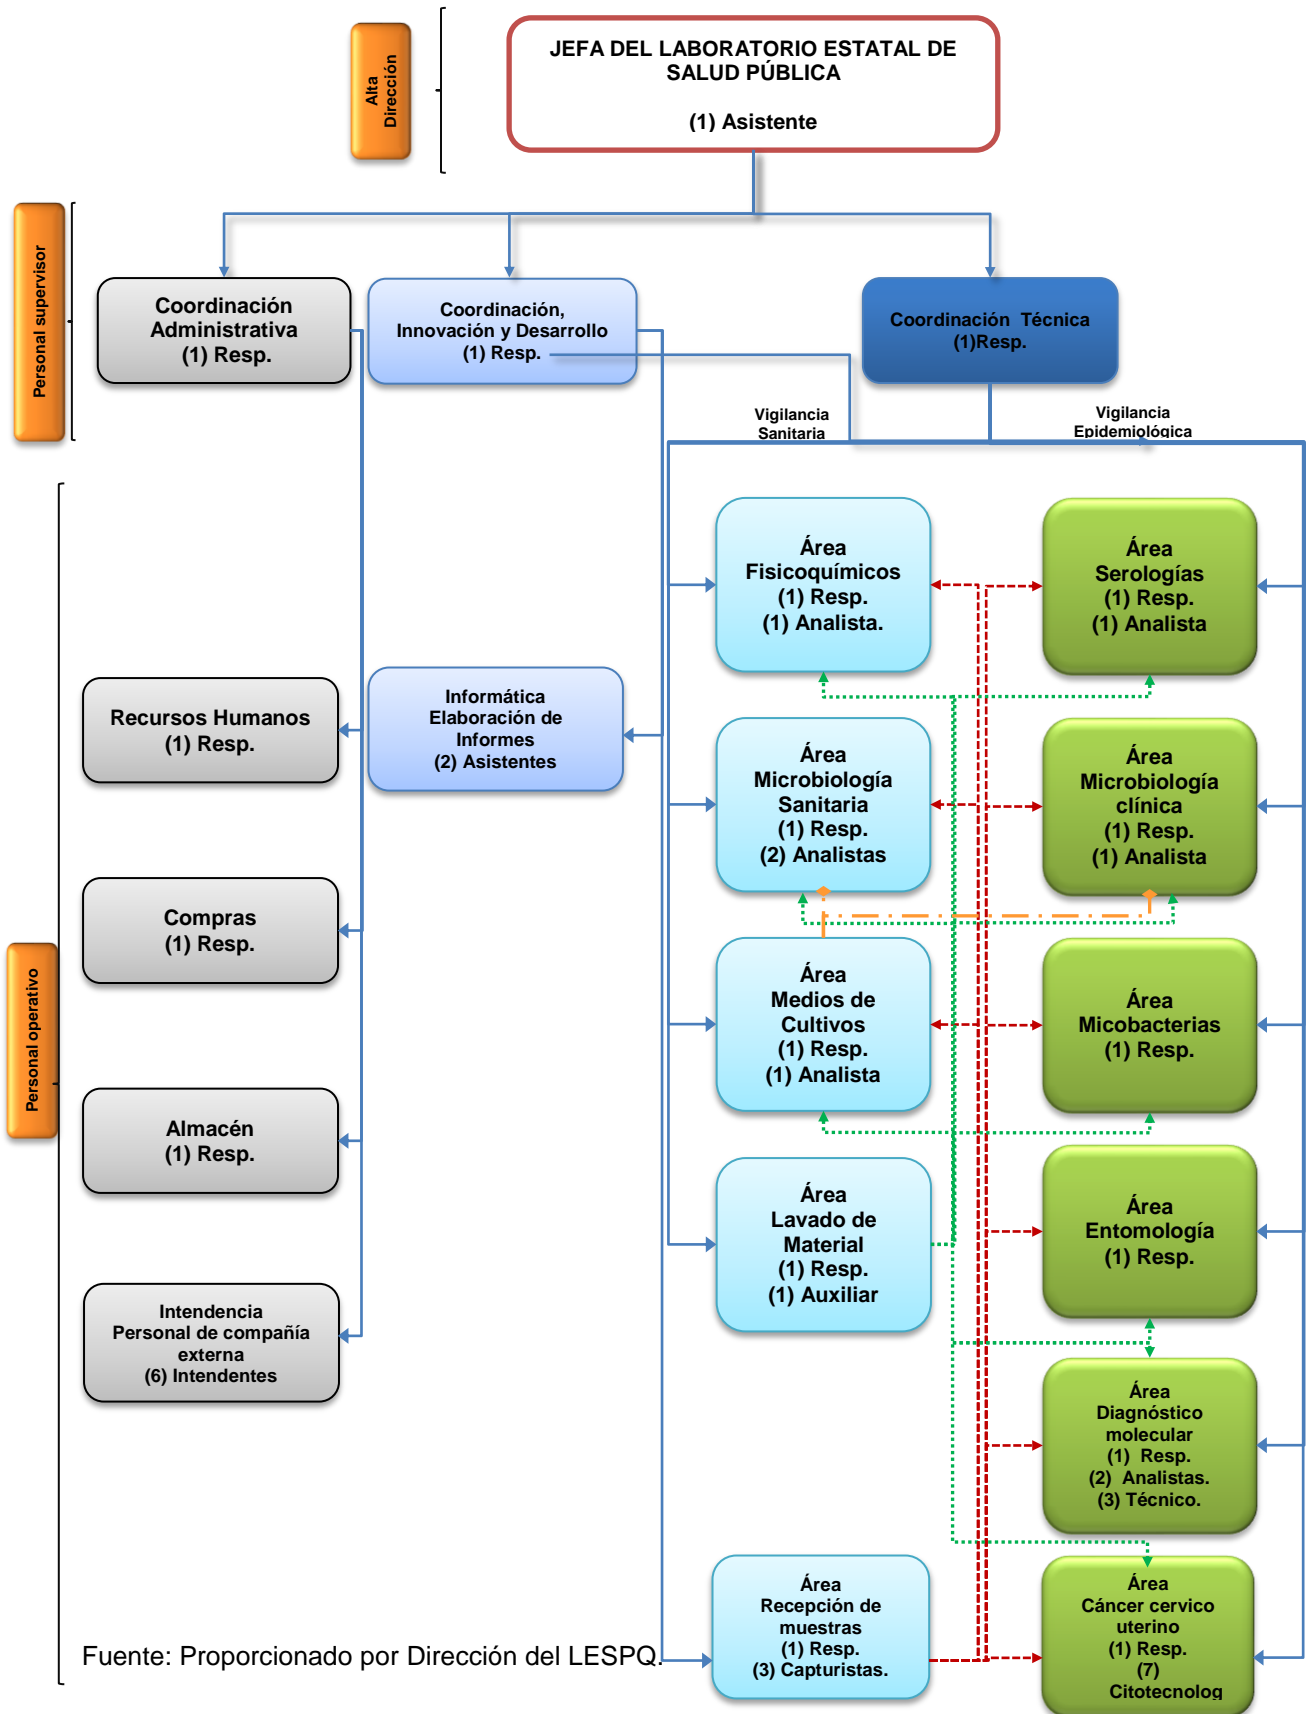 Alta
Dirección
JEFA DEL LABORATORIO ESTATAL DE
SALUD PÚBLICA
(1) Asistente
Personal supervisor
Coordinación
Administrativa
(1) Resp.
Coordinación,
Innovación y Desarrollo
(1) Resp.
Coordinación Técnica
(1)Resp.
Vigilancia
Sanitaria
Vigilancia
Epidemiológica
Personal operativo
Recursos Humanos
(1) Resp.
Compras
(1) Resp.
Almacén
(1) Resp.
Intendencia
Personal de compañía
externa
(6) Intendentes
Informática
Elaboración de
Informes
(2) Asistentes
Área
Fisicoquímicos
(1) Resp.
(1) Analista.
Área
Microbiología
Sanitaria
(1) Resp.
(2) Analistas
Área
Medios de
Cultivos
(1) Resp.
(1) Analista
Área
Lavado de
Material
(1) Resp.
(1) Auxiliar
Área
Recepción de
muestras
(1) Resp.
(3) Capturistas.
Área
Serologías
(1) Resp.
(1) Analista
Área
Microbiología
clínica
(1) Resp.
(1) Analista
Área
Micobacterias
(1) Resp.
Área
Entomología
(1) Resp.
Área
Diagnóstico
molecular
(1) Resp.
(2) Analistas.
(3) Técnico.
Área
Cáncer cervico
uterino
(1) Resp.
(7)
Citotecnolog
Fuente: Proporcionado por Dirección del LESPQ.